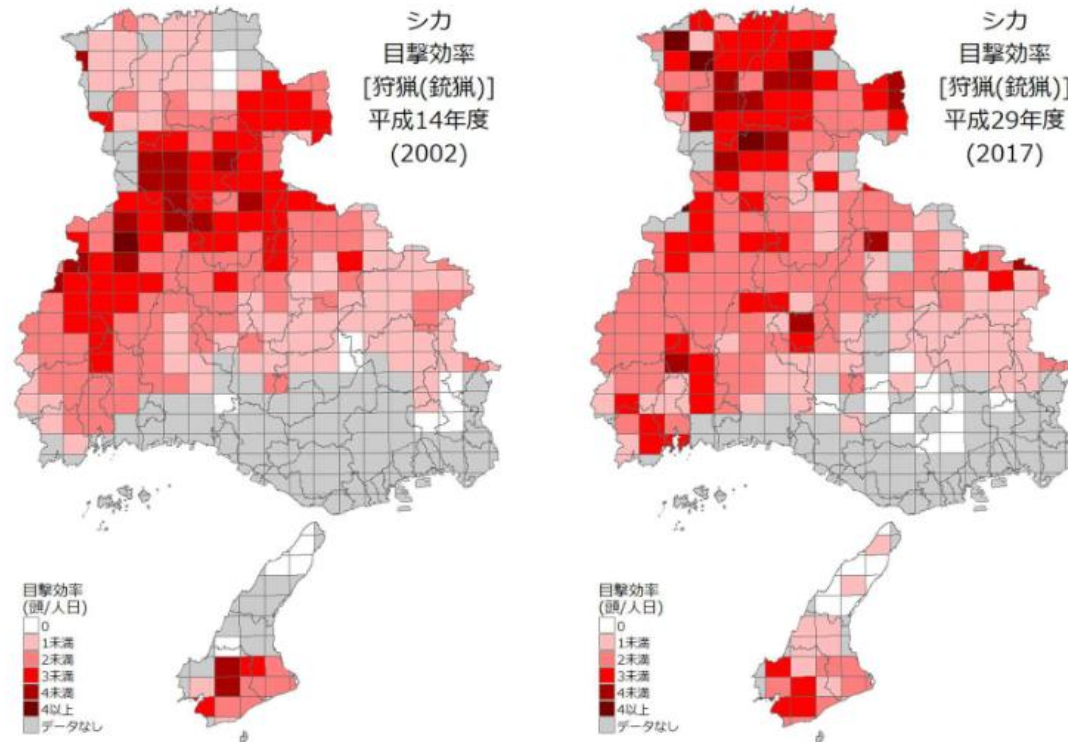 シカ
目撃効率
[狩猟(銃猟)]
平成14年度
(2002)
シカ
目撃効率
[狩猟(銃猟)]
平成29年度
(2017)
目撃効率
(頭/人日)
0
1未満
2未満
3未満
4未満
4以上
データなし
目撃効率
(頭/人日)
0
1未満
2未満
3未満
4未満
4以上
データなし